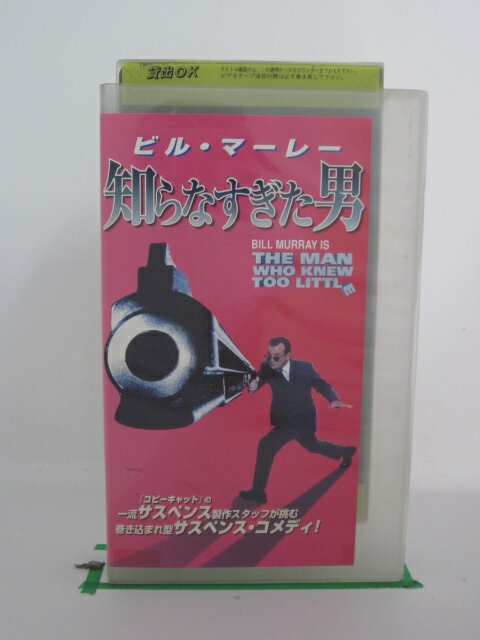 貸出OK
ビル・マーレー
知らなすぎた男
BILL MURRAY IS
THE MAN
WHO KNEW
TOO LITTLE
「コピーキャット」の
一流サスペンス製作スタッフが挑む
巻き込まれ型サスペンス・コメディ!